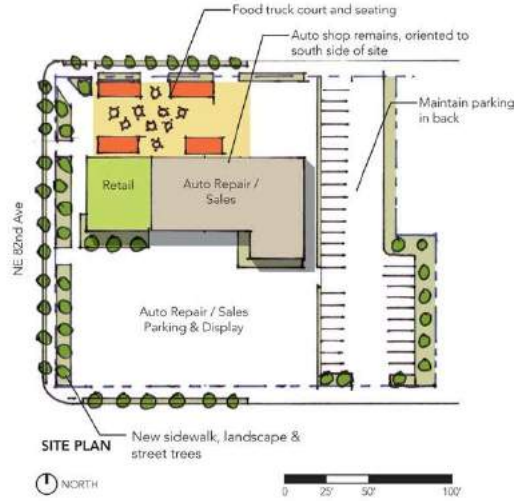 Food truck court and seating
Auto shop remains, oriented to
south side of site
Maintain parking
in back
Retail
Auto Repair /
Sales
NE 82nd Ave
Auto Repair / Sales
Parking & Display
SITE PLAN
New sidewalk, landscape &
street trees
NORTH
0 25' 50' 100'